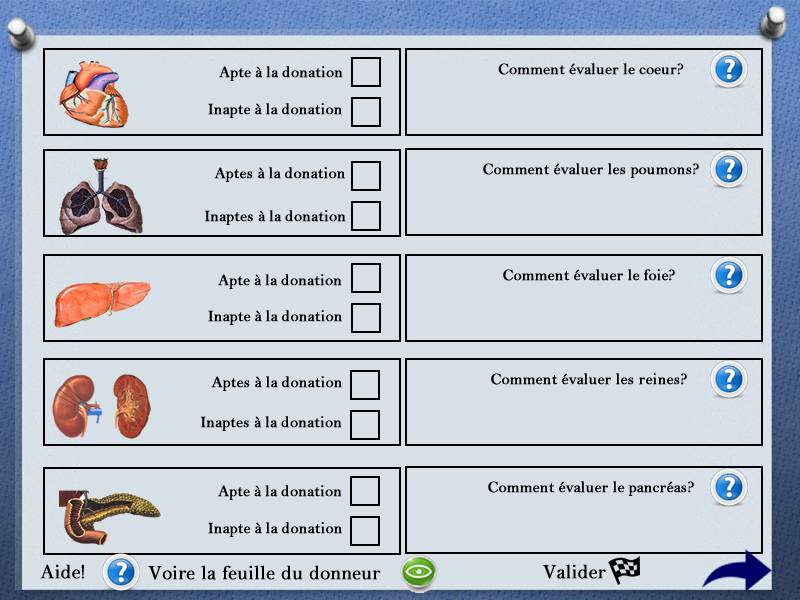 Apte à la donation
Inapte à la donation
Comment évaluer le coeur?
?
Aptes à la donation
Inaptes à la donation
Comment évaluer les poumons?
?
Apte à la donation
Inapte à la donation
Comment évaluer le foie?
?
Aptes à la donation
Inaptes à la donation
Comment évaluer les reines?
?
Apte à la donation
Inapte à la donation
Comment évaluer le pancréas?
?
Aide! ? Voire la feuille du donneur Valider